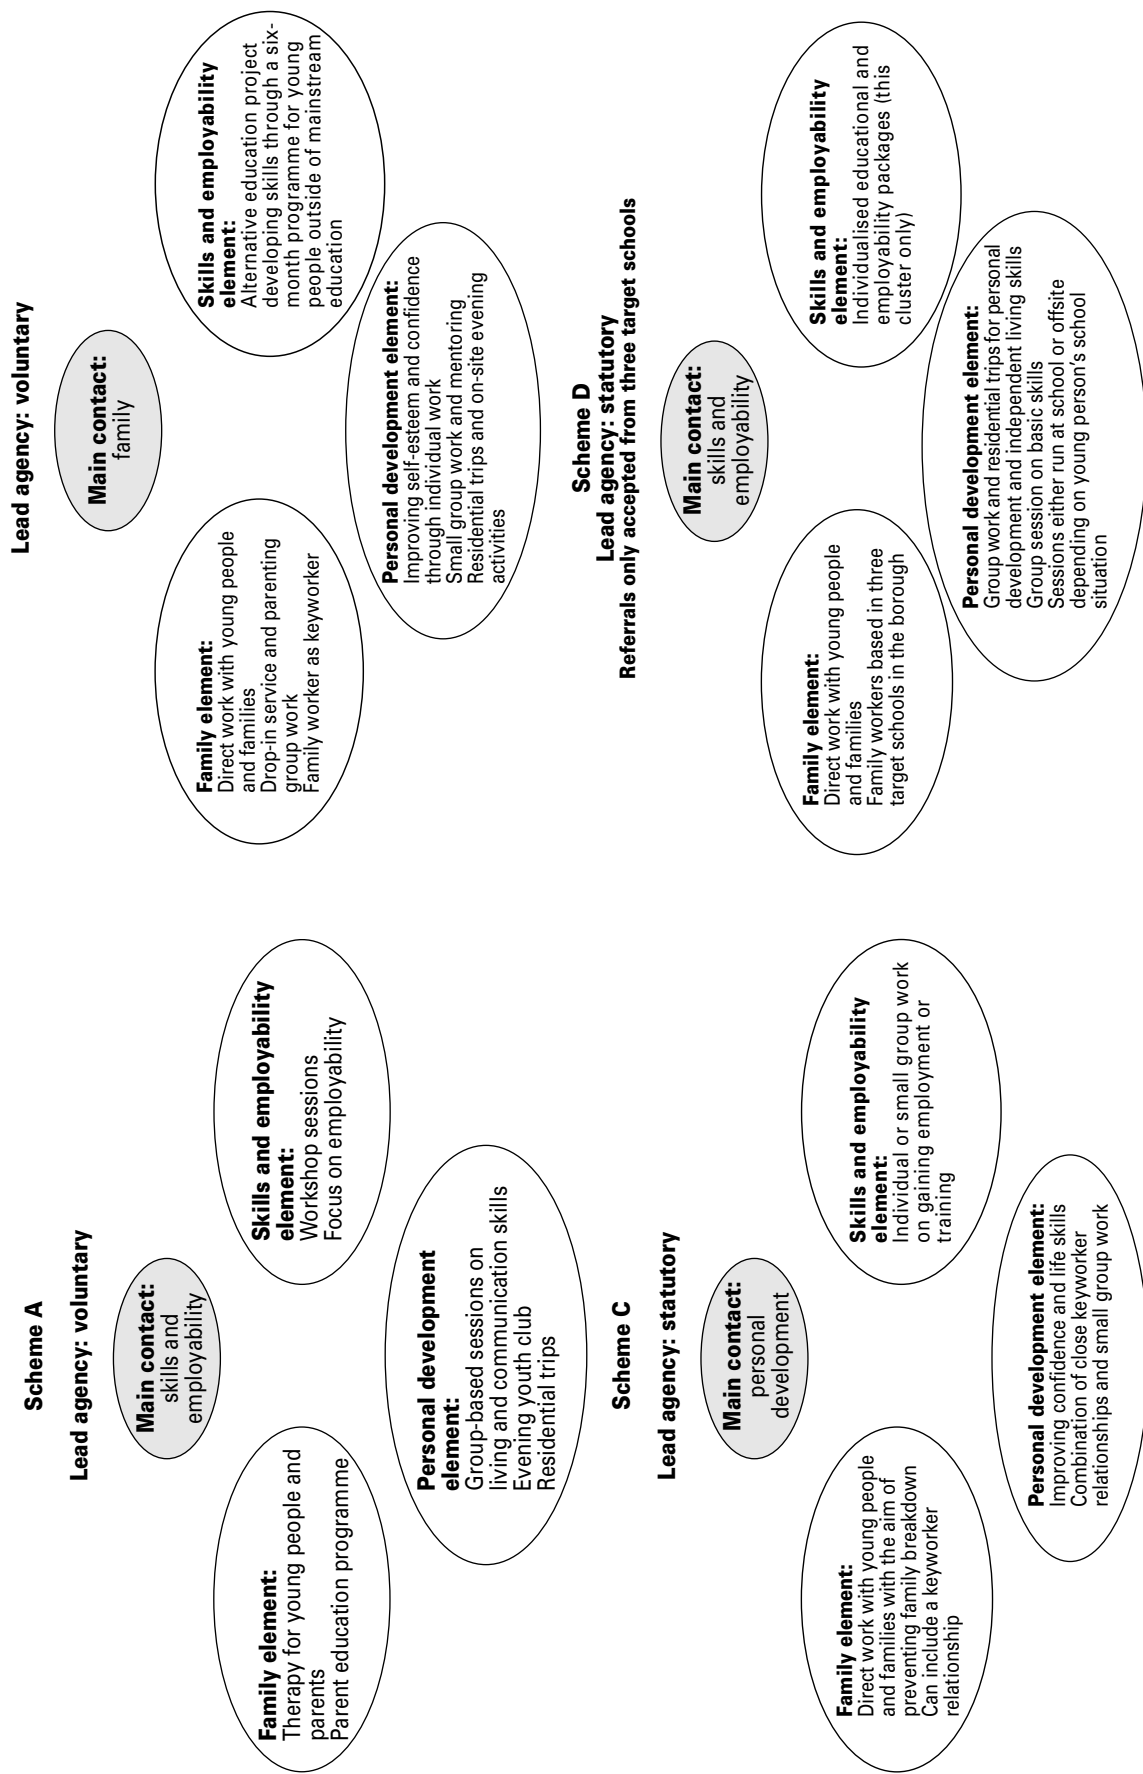 Scheme A
Lead agency: voluntary
Main contact:
skills and
employability
Family element:
Therapy for young people and
parents
Parent education programme
Skills and employability
element:
Workshop sessions
Focus on employability
Personal development
element:
Group-based sessions on
living and communication skills
Evening youth club
Residential trips
Lead agency: voluntary
Main contact:
family
Family element:
Direct work with young people
and families
Drop-in service and parenting
group work
Family worker as keyworker
Skills and employability
element:
Alternative education project
developing skills through a six-
month programme for young
people outside of mainstream
education
Personal development element:
Improving self-esteem and confidence
through individual work
Small group work and mentoring
Residential trips and on-site evening
activities
Scheme C
Lead agency: statutory
Main contact:
personal
development
Family element:
Direct work with young people
and families with the aim of
preventing family breakdown
Can include a keyworker
relationship
Skills and employability
element:
Individual or small group work
on gaining employment or
training
Personal development element:
Improving confidence and life skills
Combination of close keyworker
relationships and small group work
Scheme D
Lead agency: statutory
Referrals only accepted from three target schools
Main contact:
skills and
employability
Family element:
Direct work with young people
and families
Family workers based in three
target schools in the borough
Skills and employability
element:
Individualised educational and
employability packages (this
cluster only)
Personal development element:
Group work and residential trips for personal
development and independent living skills
Group session on basic skills
Sessions either run at school or offsite
depending on young person's school
situation